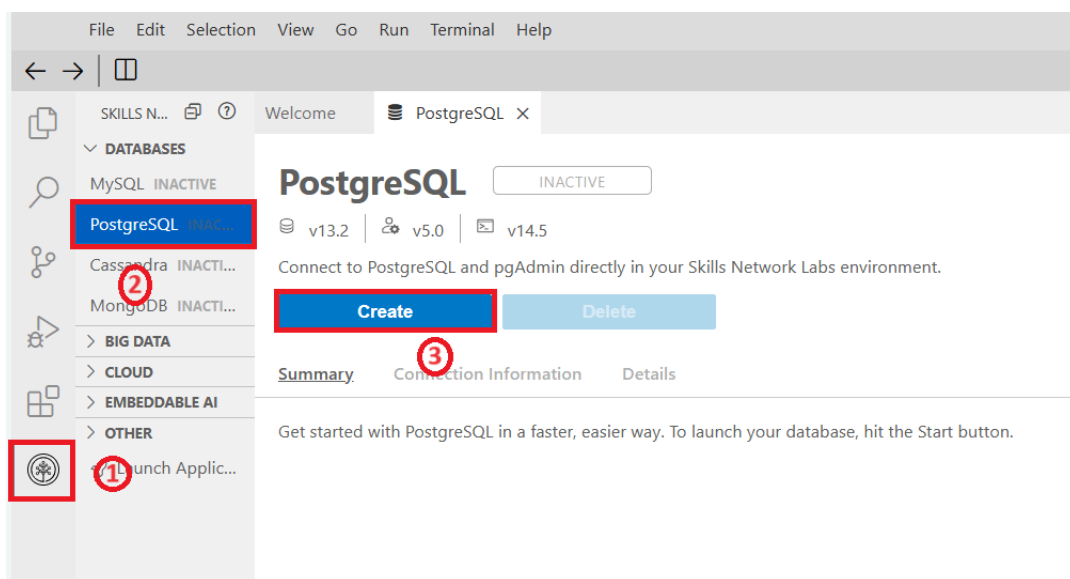 File Edit Selection View Go Run Terminal Help
SKILLS N...
Welcome PostgreSQL
DATABASES
MySQL INACTIVE
PostgreSQL INAC...
Cassandra INACTI...
MongoDB INACTI...
BIG DATA
CLOUD
EMBEDDABLE AI
OTHER
Launch Applic...
1
2
PostgreSQL INACTIVE
v13.2 v5.0 v14.5
Connect to PostgreSQL and pgAdmin directly in your Skills Network Labs environment.
Create Delete
3
Summary Connection Information Details
Get started with PostgreSQL in a faster, easier way. To launch your database, hit the Start button.